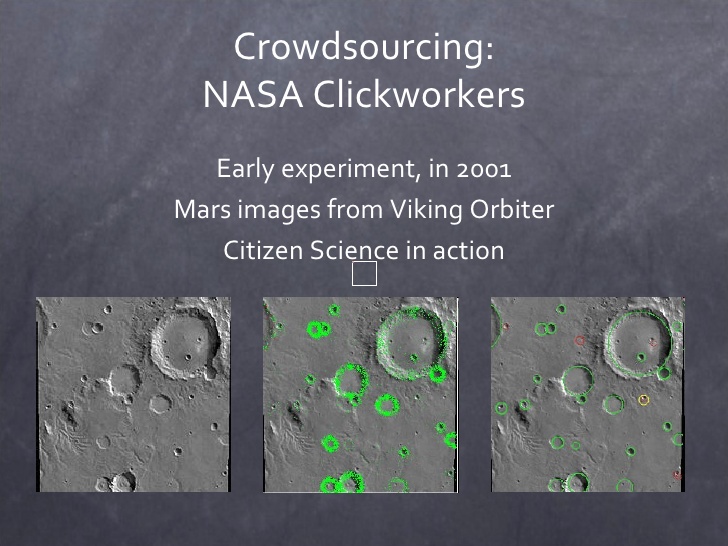 Crowdsourcing:
NASA Clickworkers
Early experiment, in 2001
Mars images from Viking Orbiter
Citizen Science in action